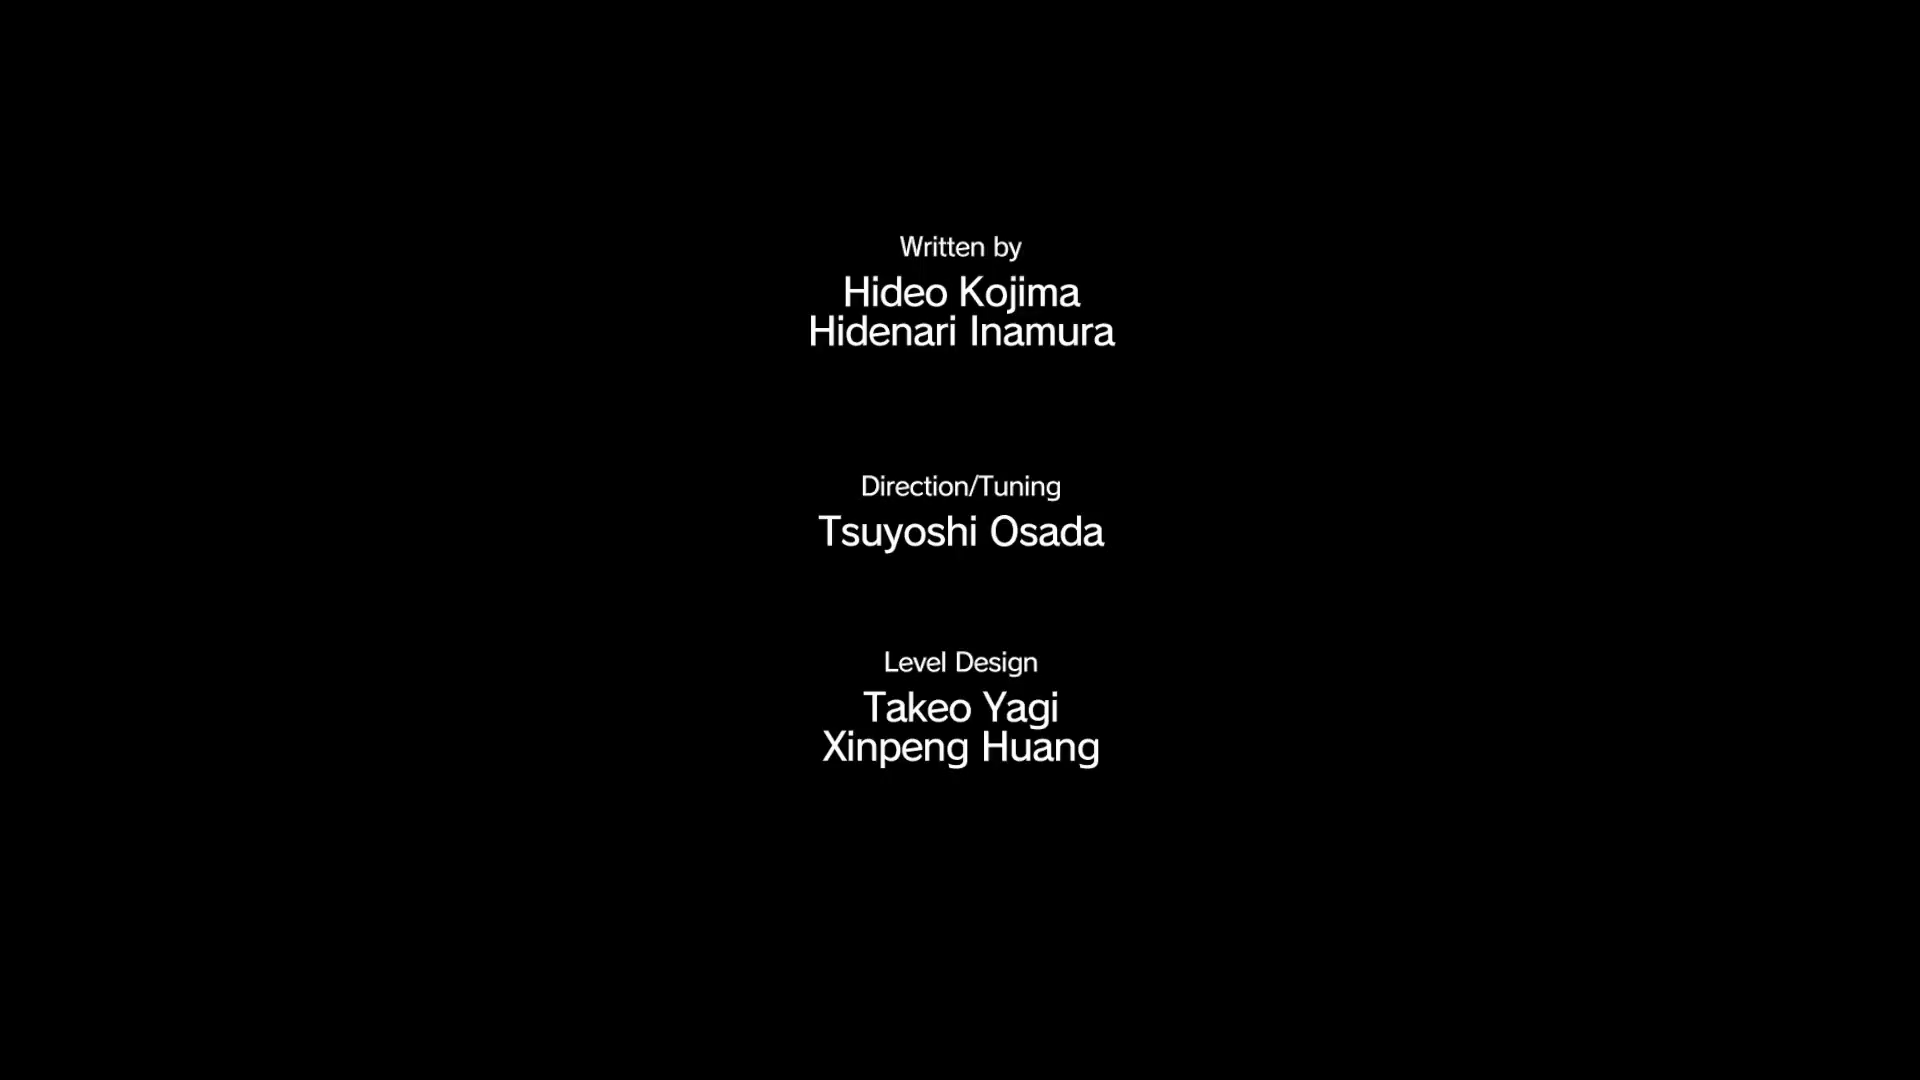 Written by
Hideo Kojima
Hidenari Inamura
Direction/Tuning
Tsuyoshi Osada
Level Design
Takeo Yagi
Xinpeng Huang